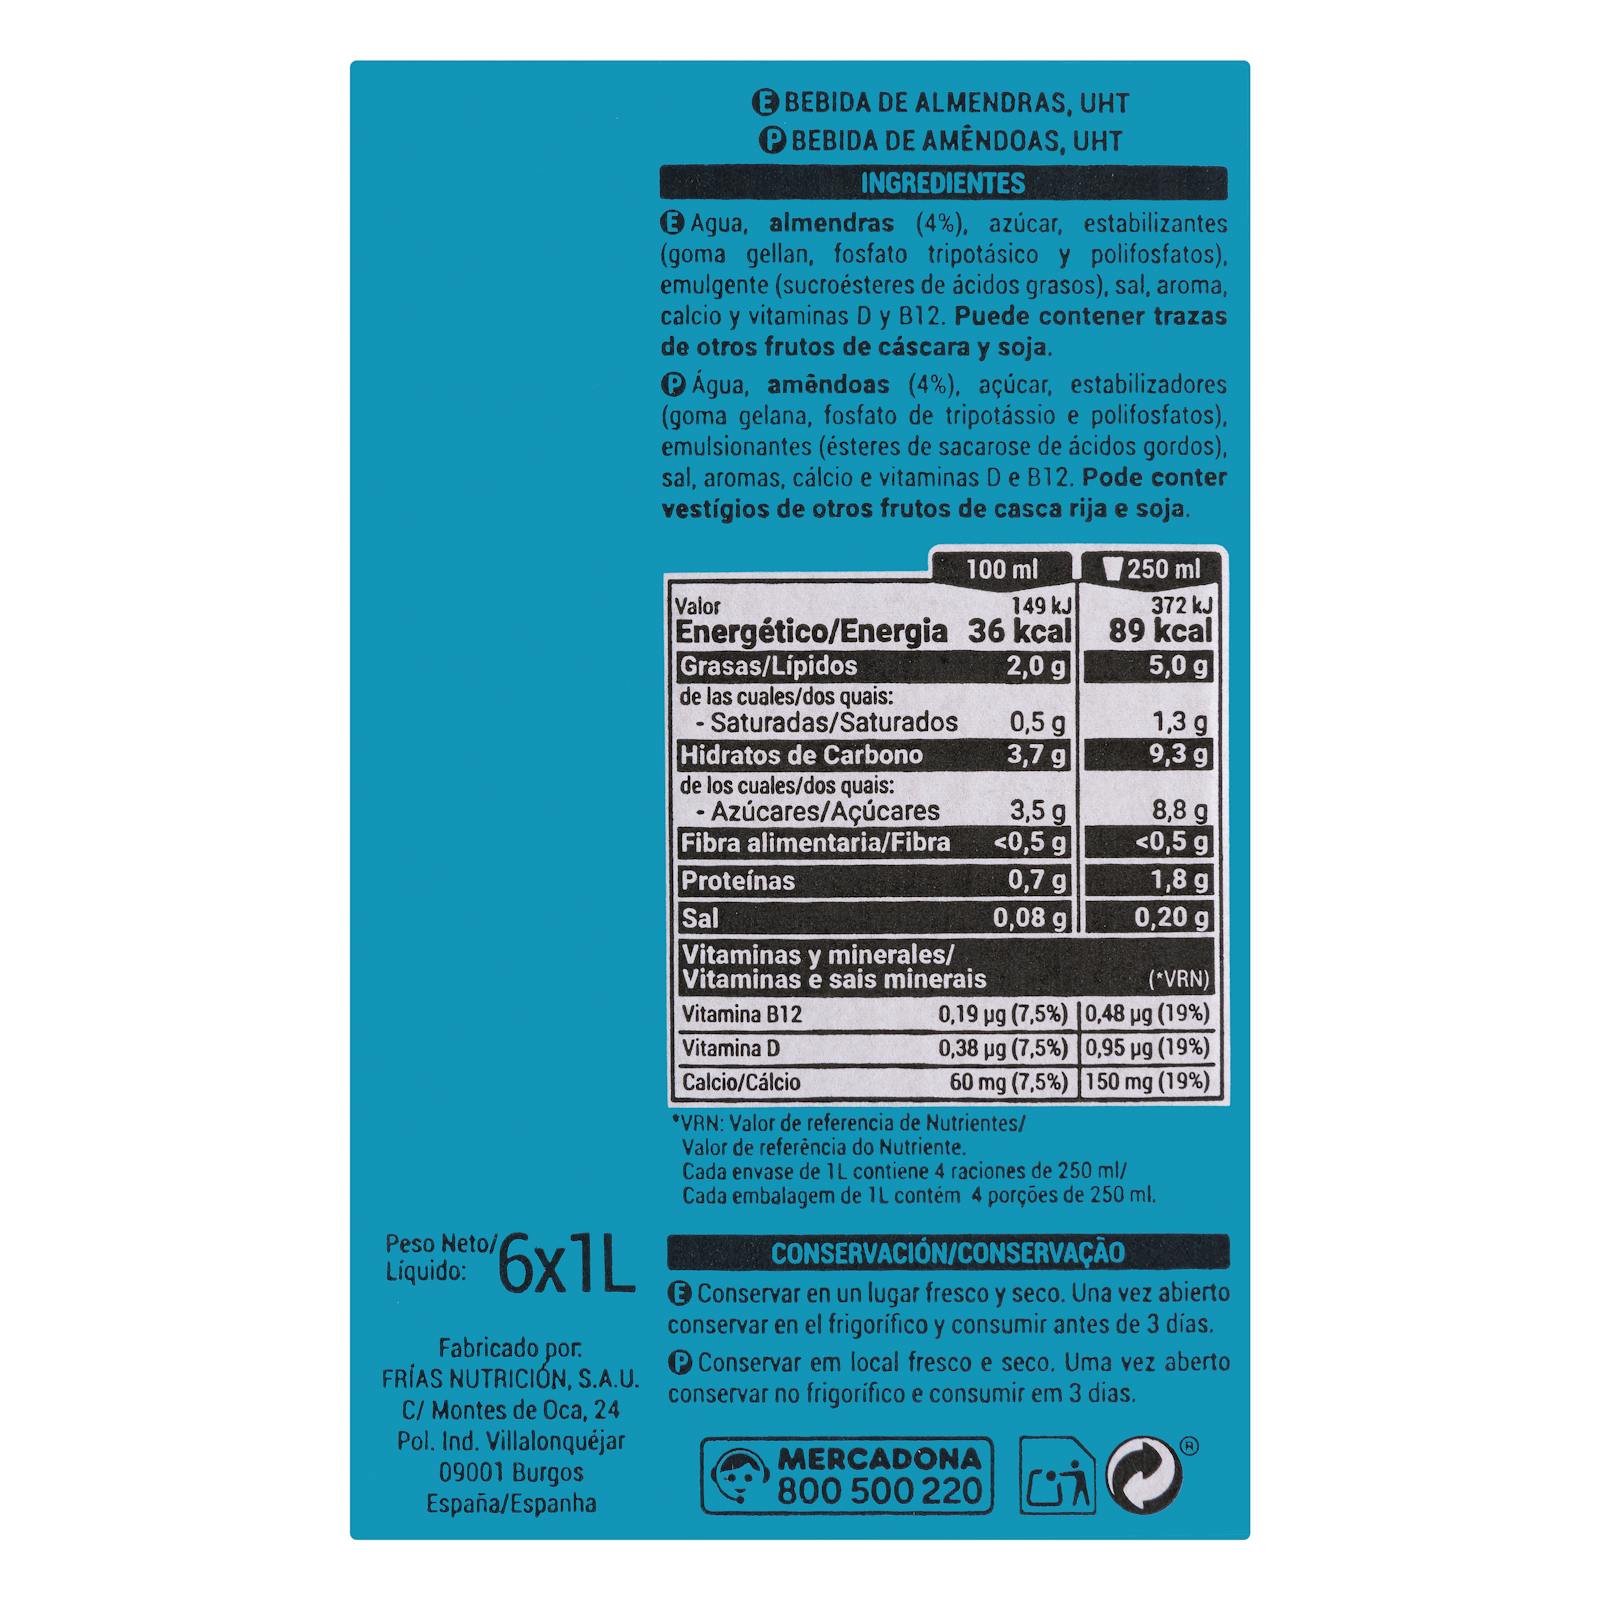 E BEBIDA DE ALMENDRAS, UHT
P BEBIDA DE AMÊNDOAS, UHT
INGREDIENTES
E Agua, almendras (4%), azúcar, estabilizantes
(goma gellan, fosfato tripotásico y polifosfatos),
emulgente (sucroésteres de ácidos grasos), sal, aroma,
calcio y vitaminas D y B12. Puede contener trazas
de otros frutos de cáscara y soja.
P Água, amêndoas (4%), açúcar, estabilizadores
(goma gelana, fosfato de tripotássio e polifosfatos),
emulsionantes (ésteres de sacarose de ácidos gordos),
sal, aromas, cálcio e vitaminas D e B12. Pode conter
vestígios de otros frutos de casca rija e soja.
100 ml 250 ml
Valor 149 kJ 372 kJ
Energético/Energia 36 kcal 89 kcal
Grasas/Lípidos 2,0 g 5,0 g
de las cuales/dos quais:
- Saturadas/Saturados 0,5 g 1,3 g
Hidratos de Carbono 3,7 g 9,3 g
de los cuales/dos quais:
- Azúcares/Açúcares 3,5 g 8,8 g
Fibra alimentaria/Fibra <0,5 g <0,5 g
Proteínas 0,7 g 1,8 g
Sal 0,08 g 0,20 g
Vitaminas y minerales/
Vitaminas e sais minerais (*VRN)
Vitamina B12 0,19 µg (7,5%) 0,48 µg (19%)
Vitamina D 0,38 µg (7,5%) 0,95 µg (19%)
Calcio/Cálcio 60 mg (7,5%) 150 mg (19%)
*VRN: Valor de referencia de Nutrientes/
Valor de referência do Nutriente.
Cada envase de 1L contiene 4 raciones de 250 ml/
Cada embalagem de 1L contém 4 porções de 250 ml.
Peso Neto/
Líquido: 6x1L
Fabricado por:
FRÍAS NUTRICIÓN, S.A.U.
C/ Montes de Oca, 24
Pol. Ind. Villalonquéjar
09001 Burgos
España/Espanha
CONSERVACIÓN/CONSERVAÇÃO
E Conservar en un lugar fresco y seco. Una vez abierto
conservar en el frigorífico y consumir antes de 3 días.
P Conservar em local fresco e seco. Uma vez aberto
conservar no frigorífico e consumir em 3 dias.
MERCADONA
800 500 220
®